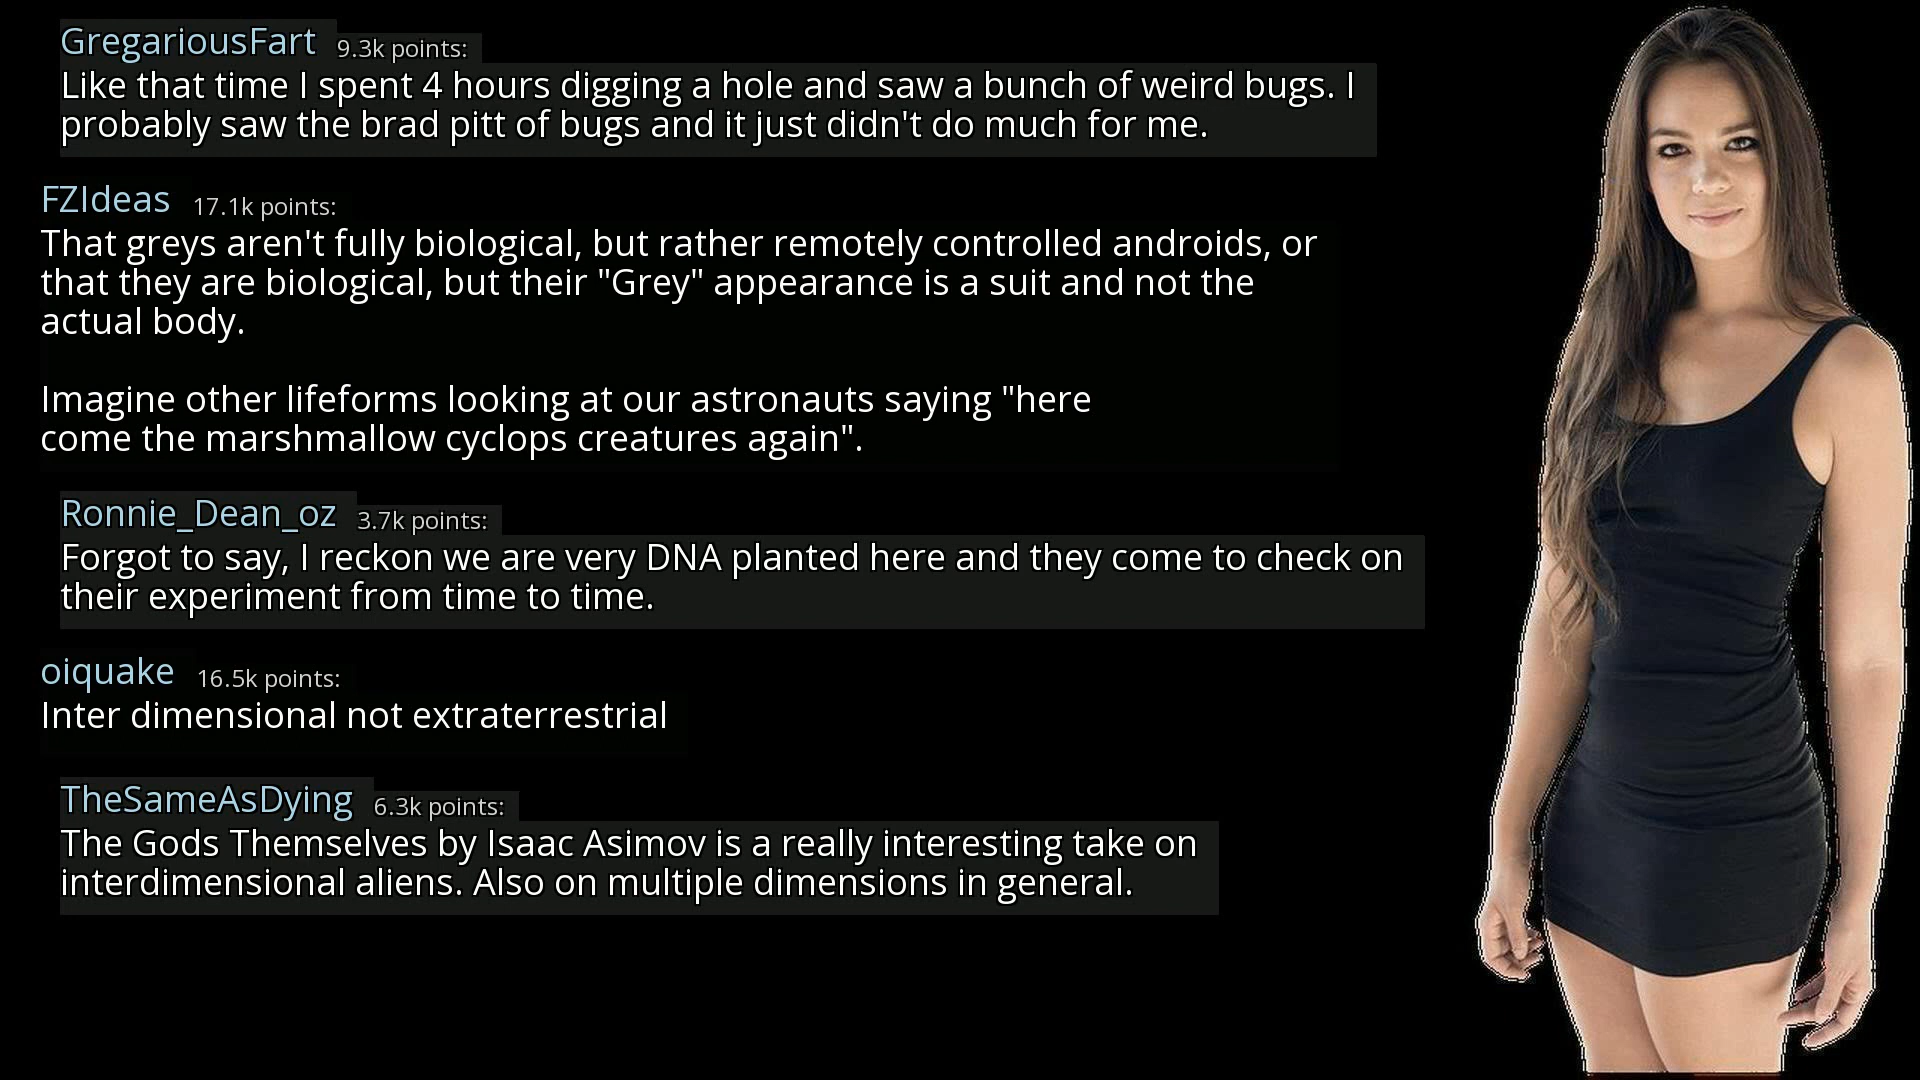 GregariousFart 9.3k points:
Like that time I spent 4 hours digging a hole and saw a bunch of weird bugs. I
probably saw the brad pitt of bugs and it just didn't do much for me.
FZIdeas 17.1k points:
That greys aren't fully biological, but rather remotely controlled androids, or
that they are biological, but their "Grey" appearance is a suit and not the
actual body.
Imagine other lifeforms looking at our astronauts saying "here
come the marshmallow cyclops creatures again".
Ronnie_Dean_oz 3.7k points:
Forgot to say, I reckon we are very DNA planted here and they come to check on
their experiment from time to time.
oiquake 16.5k points:
Inter dimensional not extraterrestrial
TheSameAsDying 6.3k points:
The Gods Themselves by Isaac Asimov is a really interesting take on
interdimensional aliens. Also on multiple dimensions in general.